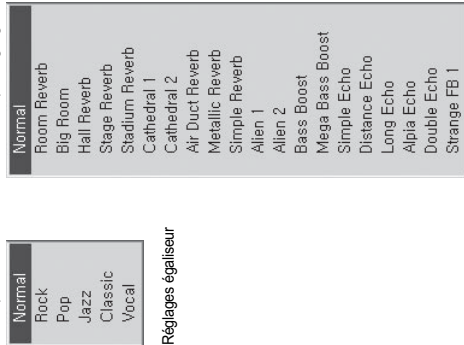 Normal
Rock
Pop
Jazz
Classic
Vocal
Réglages égaliseur
Normal
Room Reverb
Big Room
Hall Reverb
Stage Reverb
Stadium Reverb
Cathedral 1
Cathedral 2
Air Duct Reverb
Metallic Reverb
Simple Reverb
Alien 1
Alien 2
Bass Boost
Mega Bass Boost
Simple Echo
Distance Echo
Long Echo
Alpia Echo
Double Echo
Strange FB 1